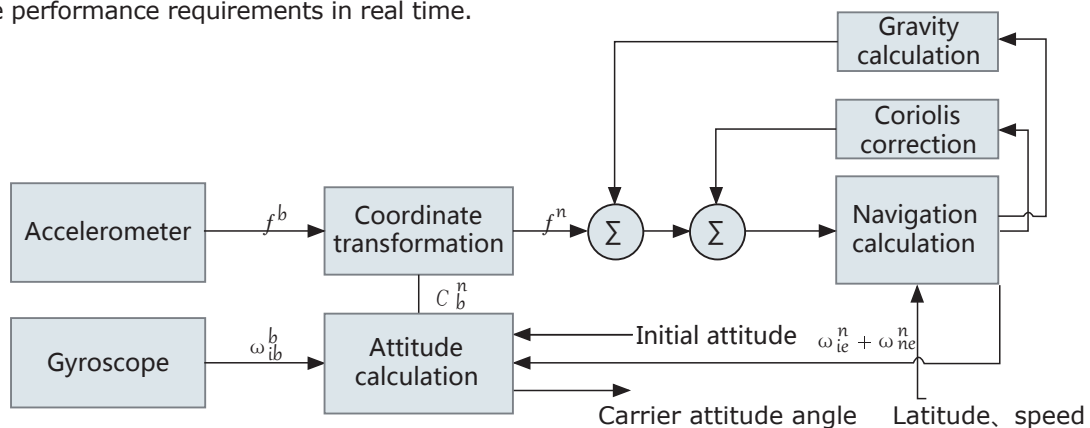 e performance requirements in real time.
Gravity
calculation
Coriolis
correction
Accelerometer
f^b
Coordinate
transformation
f^n
Σ
Σ
Navigation
calculation
C_b^n
Gyroscope
ω_ib^b
Attitude
calculation
Initial attitude
ω_ie^n + ω_ne^n
Carrier attitude angle
Latitude、speed